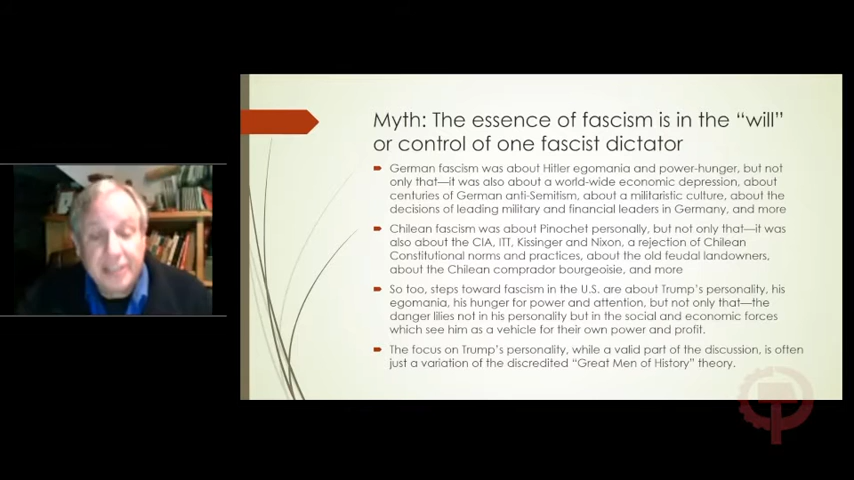 Myth: The essence of fascism is in the “will”
or control of one fascist dictator
German fascism was about Hitler egomania and power-hunger, but not
only that—it was also about a world-wide economic depression, about
centuries of German anti-Semitism, about a militaristic culture, about the
decisions of leading military and financial leaders in Germany, and more
Chilean fascism was about Pinochet personally, but not only that—it was
also about the CIA, ITT, Kissinger and Nixon, a rejection of Chilean
Constitutional norms and practices, about the old feudal landowners,
about the Chilean comprador bourgeoisie, and more
So too, steps toward fascism in the U.S. are about Trump’s personality, his
egomania, his hunger for power and attention, but not only that—the
danger lilies not in his personality but in the social and economic forces
which see him as a vehicle for their own power and profit.
The focus on Trump’s personality, while a valid part of the discussion, is often
just a variation of the discredited “Great Men of History” theory.